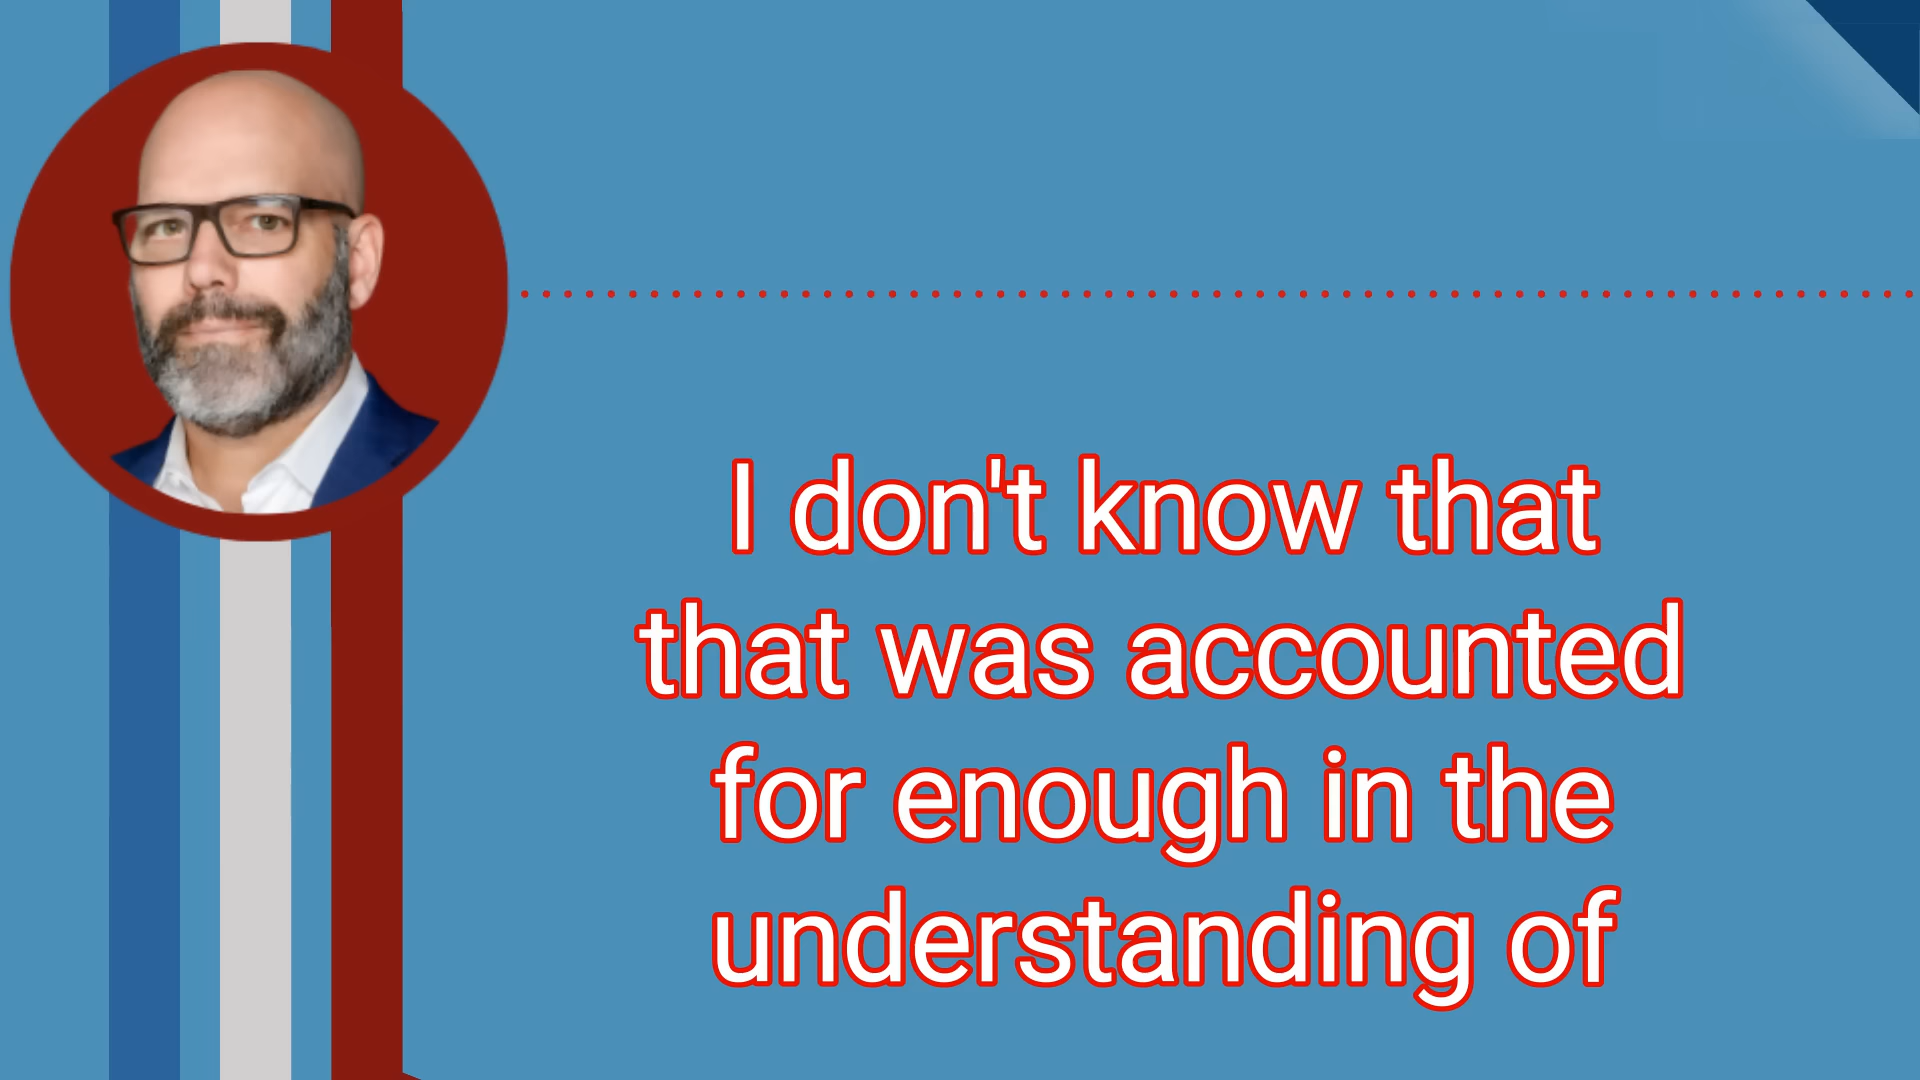 I don't know that
that was accounted
for enough in the
understanding of